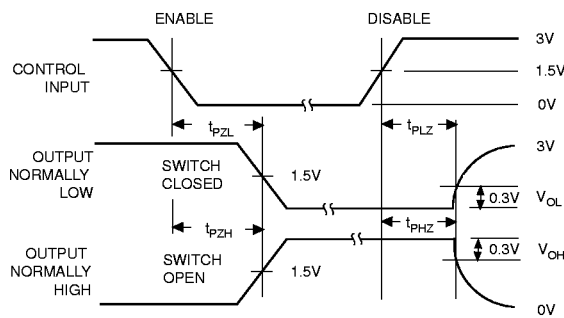 ENABLE
DISABLE
CONTROL
INPUT
3V
1.5V
0V
tPZL
tPLZ
OUTPUT
NORMALLY
LOW
SWITCH
CLOSED
1.5V
3V
0.3V
VOL
tPZH
tPHZ
OUTPUT
NORMALLY
HIGH
SWITCH
OPEN
1.5V
0.3V
VOH
0V